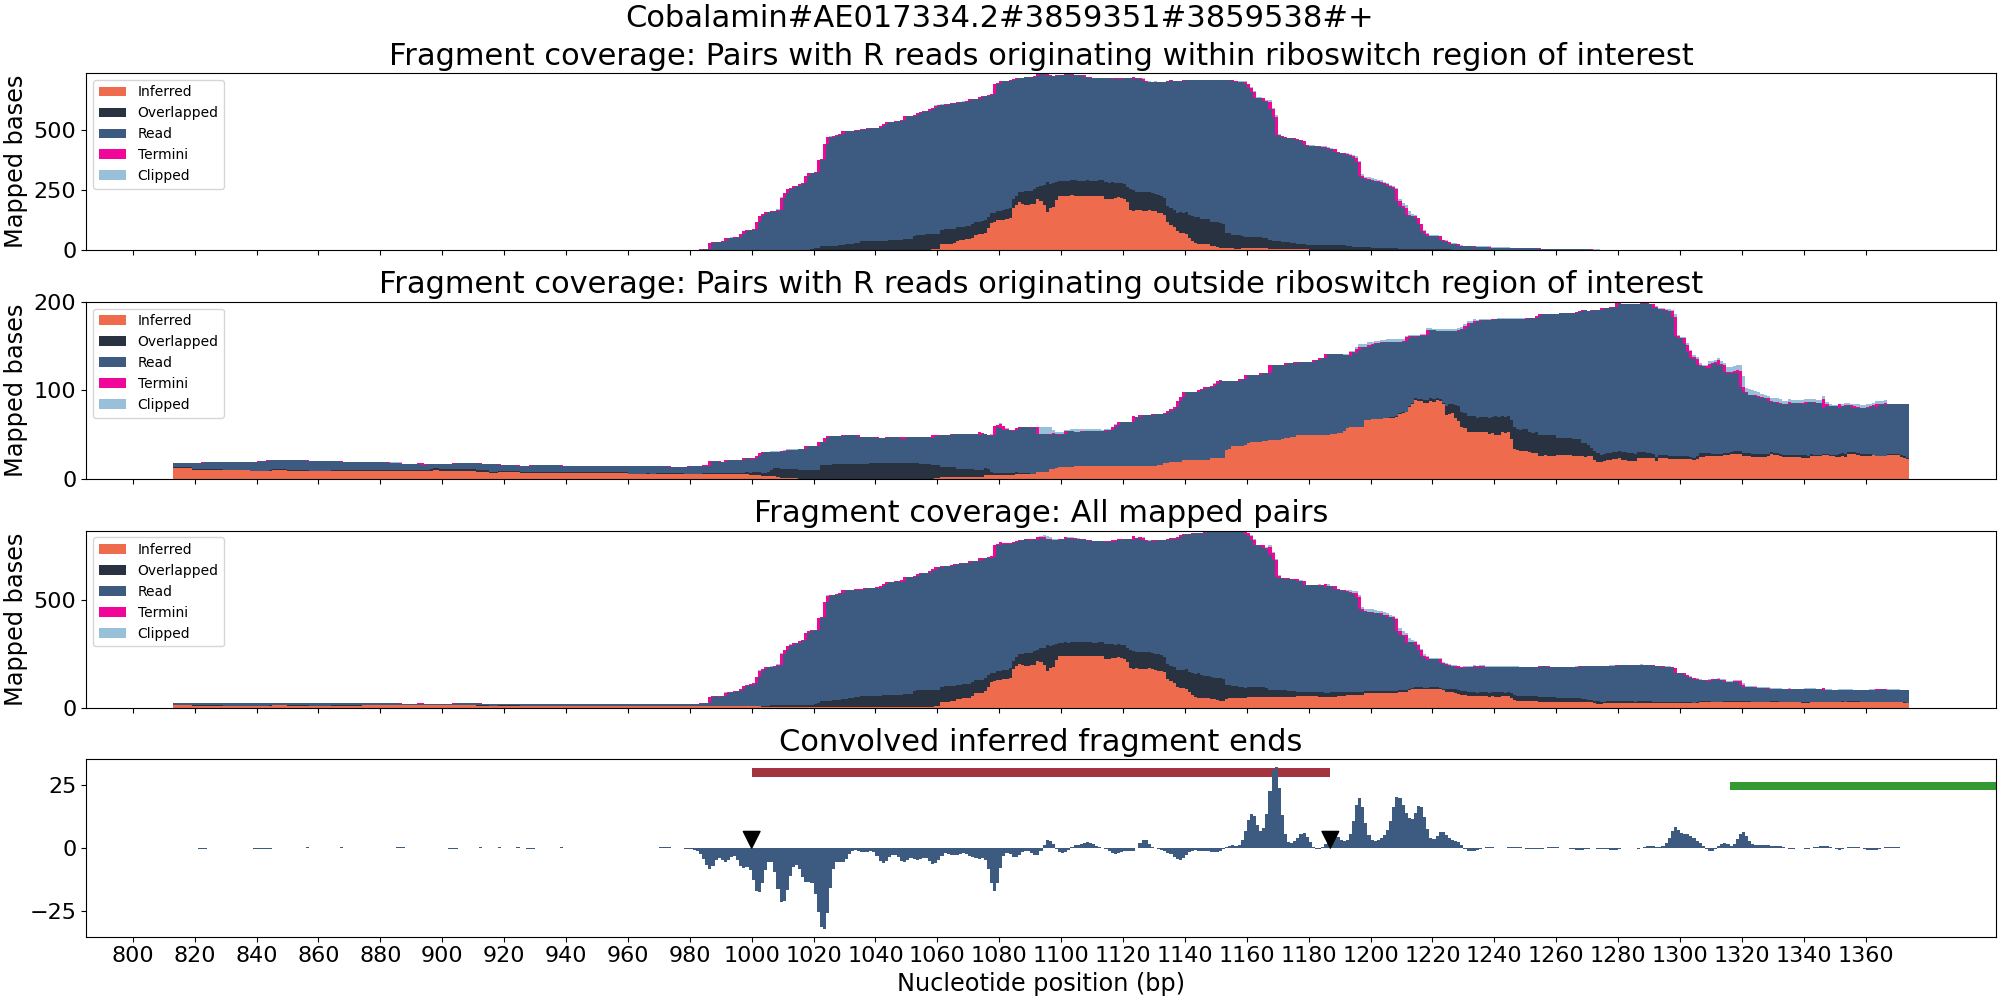 Cobalamin#AE017334.2#3859351#3859538#+
Fragment coverage: Pairs with R reads originating within riboswitch region of interest
Mapped bases
500
250
0
Inferred
Overlapped
Read
Termini
Clipped
Fragment coverage: Pairs with R reads originating outside riboswitch region of interest
Mapped bases
200
100
0
Inferred
Overlapped
Read
Termini
Clipped
Fragment coverage: All mapped pairs
Mapped bases
500
0
Inferred
Overlapped
Read
Termini
Clipped
Convolved inferred fragment ends
25
0
−25
800 820 840 860 880 900 920 940 960 980 1000 1020 1040 1060 1080 1100 1120 1140 1160 1180 1200 1220 1240 1260 1280 1300 1320 1340 1360
Nucleotide position (bp)